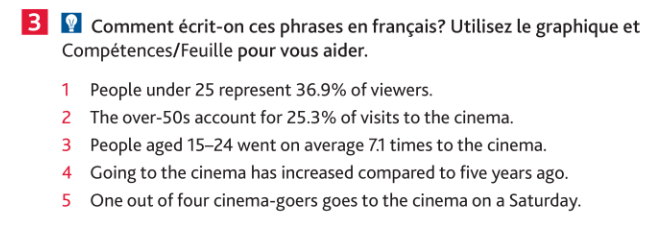 3 Comment écrit-on ces phrases en français? Utilisez le graphique et
Compétences/Feuille pour vous aider.
1 People under 25 represent 36.9% of viewers.
2 The over-50s account for 25.3% of visits to the cinema.
3 People aged 15–24 went on average 7.1 times to the cinema.
4 Going to the cinema has increased compared to five years ago.
5 One out of four cinema-goers goes to the cinema on a Saturday.